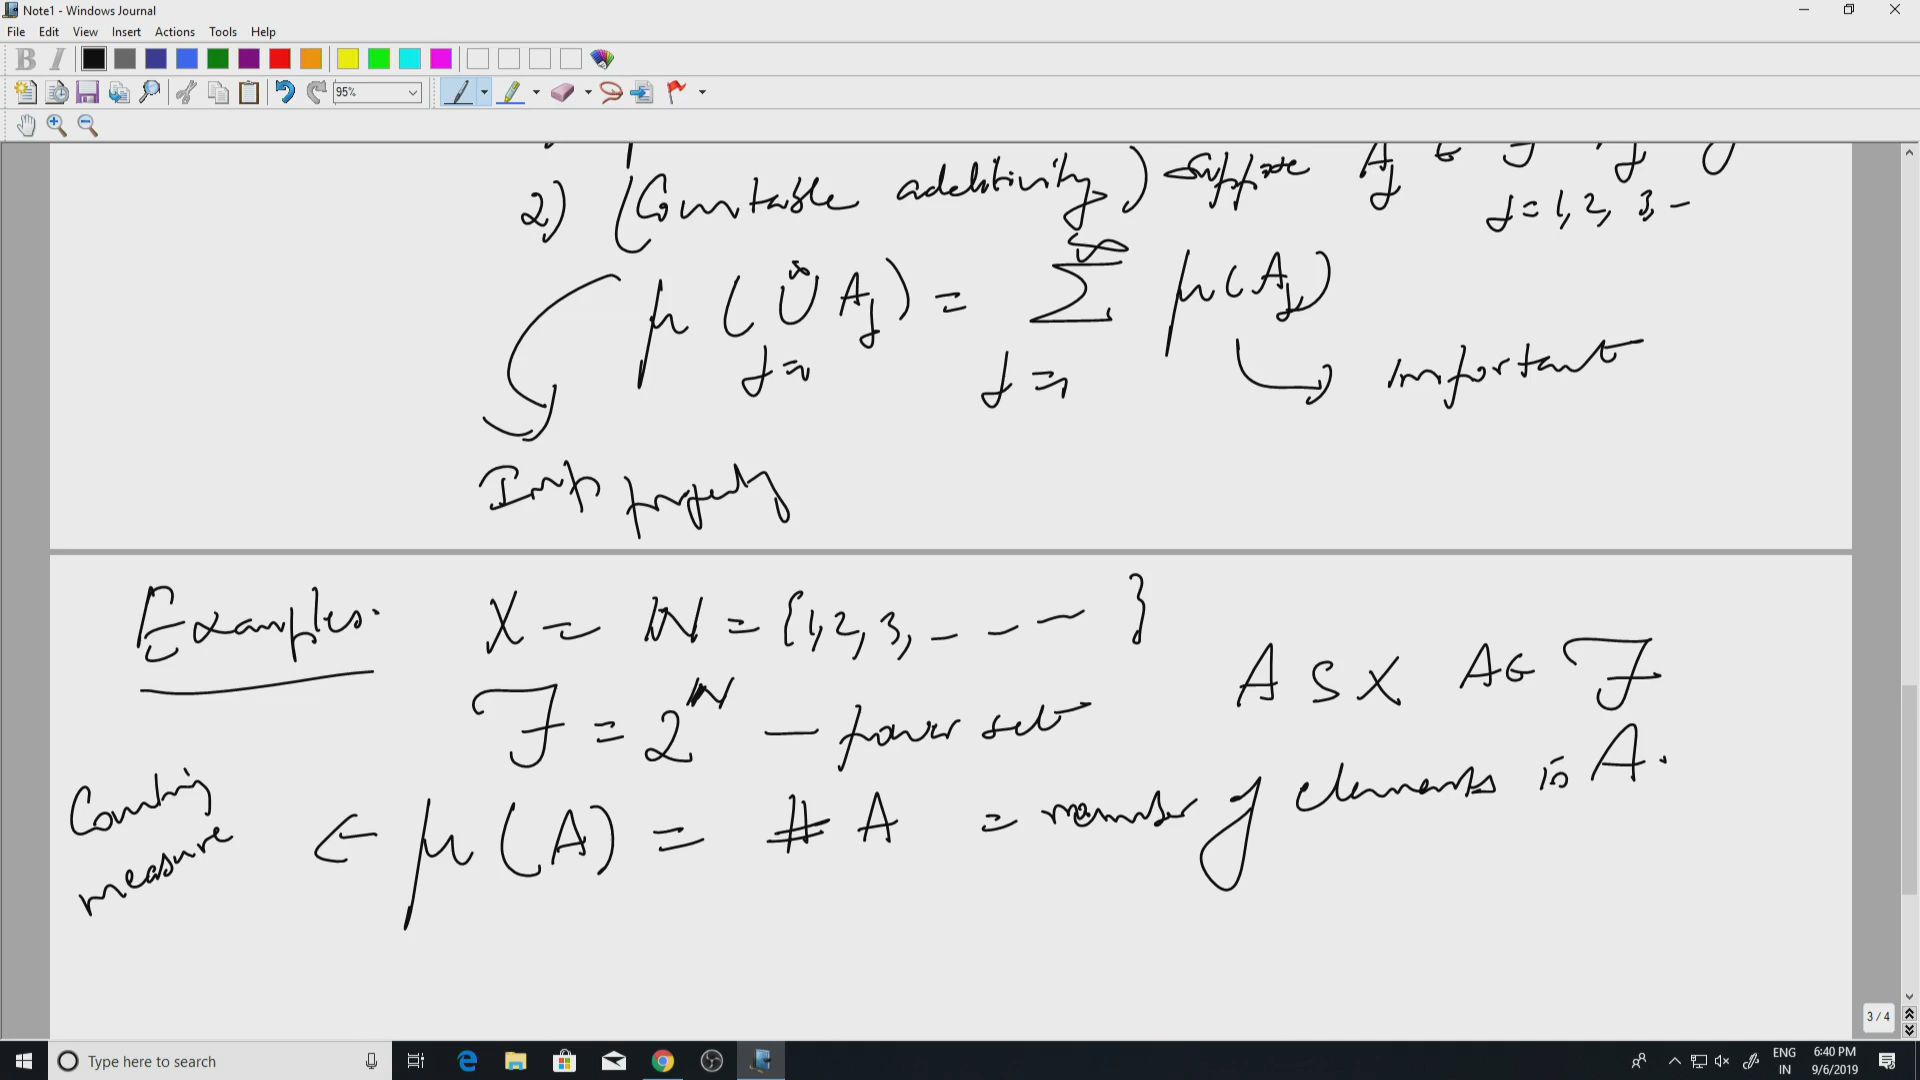 Note1 - Windows Journal
File Edit View Insert Actions Tools Help
B I
95%
2) (Countable additivity) suppose A_j ∈ F
j = 1, 2, 3, -
μ ( ∪ A_j ) = Σ μ(A_j)
∞ ∞
j=1 j=1
important
Imp property
Examples. X = N = {1, 2, 3, - - - }
A ⊆ X A ∈ F
F = 2^N - power set
Counting measure ← μ(A) = # A = number of elements in A.
3 / 4
Type here to search
ENG
IN
6:40 PM
9/6/2019